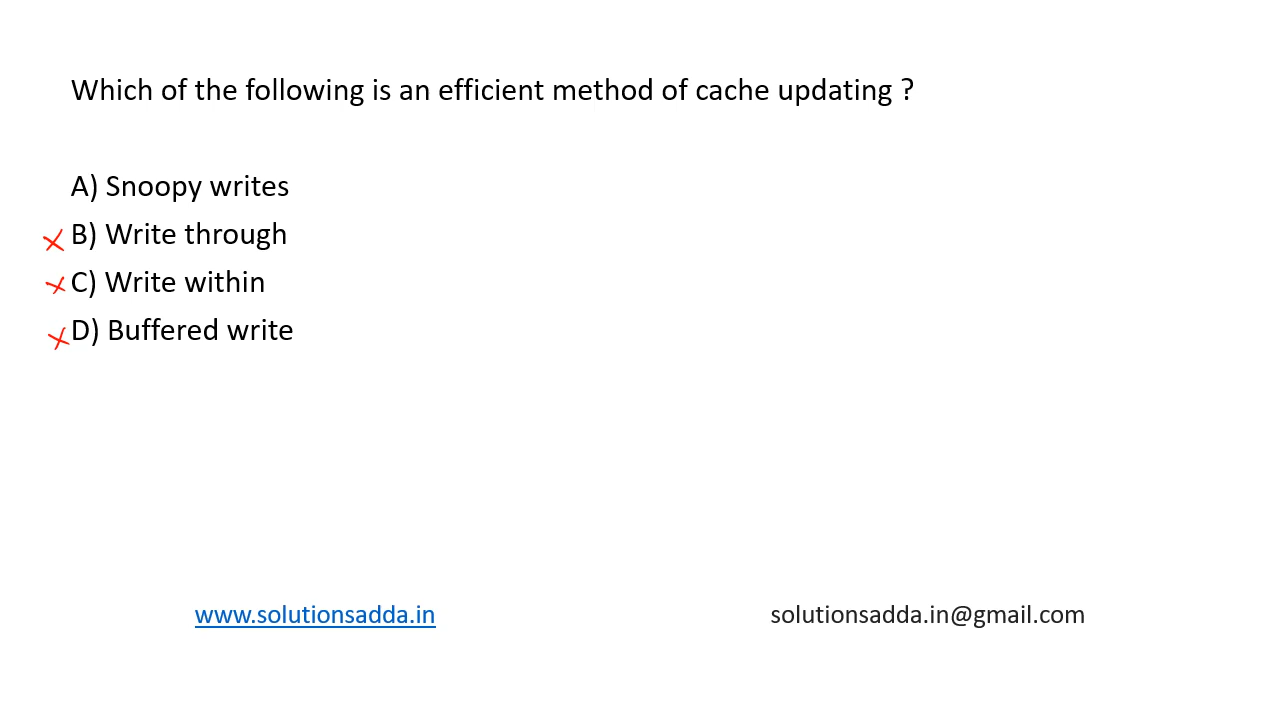 Which of the following is an efficient method of cache updating ?
A) Snoopy writes
B) Write through
C) Write within
D) Buffered write
www.solutionsadda.in
solutionsadda.in@gmail.com